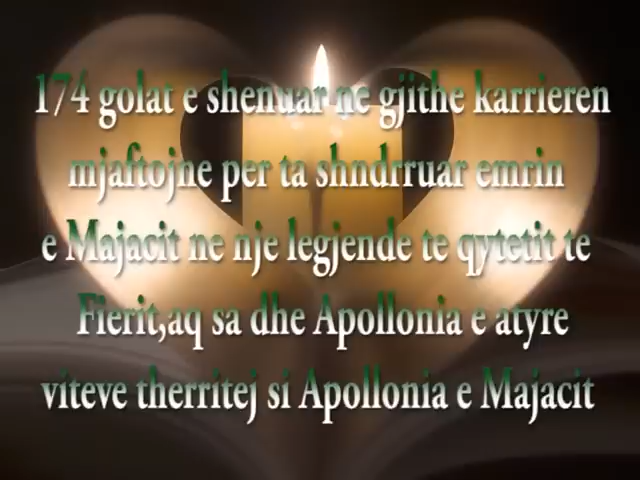 174 golat e shenuar ne gjithe karrieren
mjaftojne per ta shndrruar emrin
e Majacit ne nje legjende te qytetit te
Fierit,aq sa dhe Apollonia e atyre
viteve therritej si Apollonia e Majacit